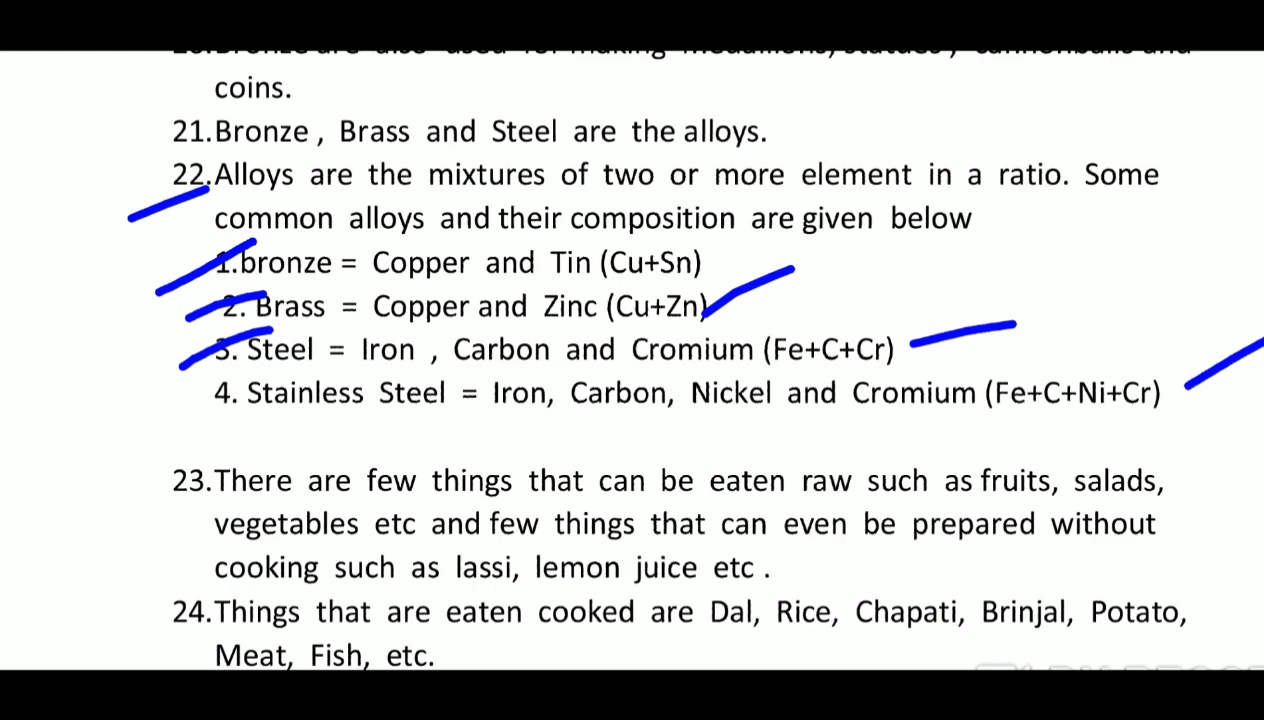 coins.
21.Bronze , Brass and Steel are the alloys.
22.Alloys are the mixtures of two or more element in a ratio. Some
common alloys and their composition are given below
1.bronze = Copper and Tin (Cu+Sn)
2. Brass = Copper and Zinc (Cu+Zn)
3. Steel = Iron , Carbon and Cromium (Fe+C+Cr)
4. Stainless Steel = Iron, Carbon, Nickel and Cromium (Fe+C+Ni+Cr)
23.There are few things that can be eaten raw such as fruits, salads,
vegetables etc and few things that can even be prepared without
cooking such as lassi, lemon juice etc .
24.Things that are eaten cooked are Dal, Rice, Chapati, Brinjal, Potato,
Meat, Fish, etc.